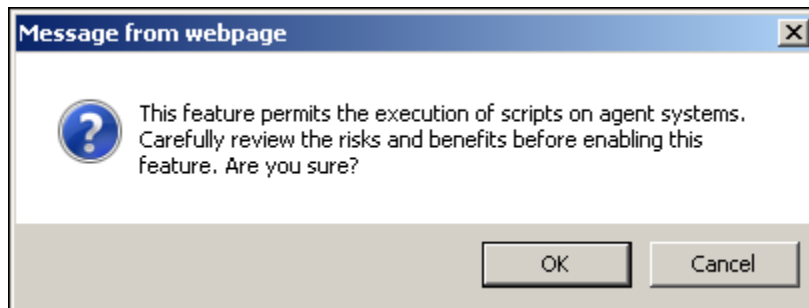 Message from webpage
This feature permits the execution of scripts on agent systems.
Carefully review the risks and benefits before enabling this
feature. Are you sure?
OK
Cancel